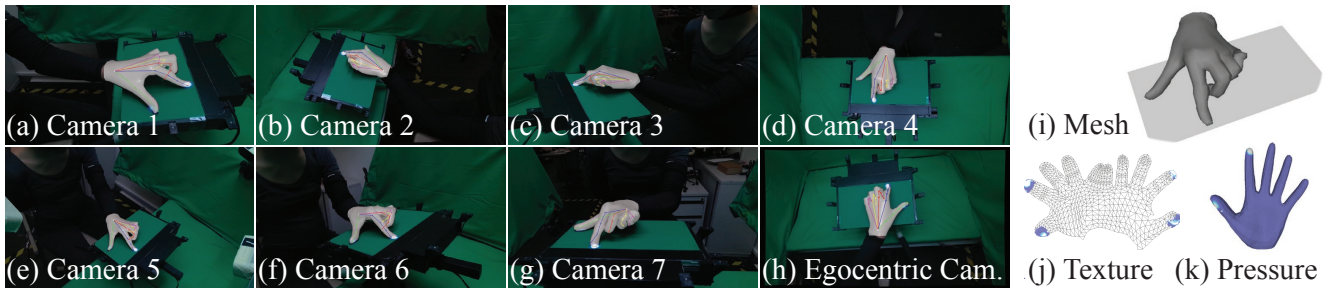 (a) Camera 1
(b) Camera 2
(c) Camera 3
(d) Camera 4
(i) Mesh
(e) Camera 5
(f) Camera 6
(g) Camera 7
(h) Egocentric Cam.
(j) Texture
(k) Pressure